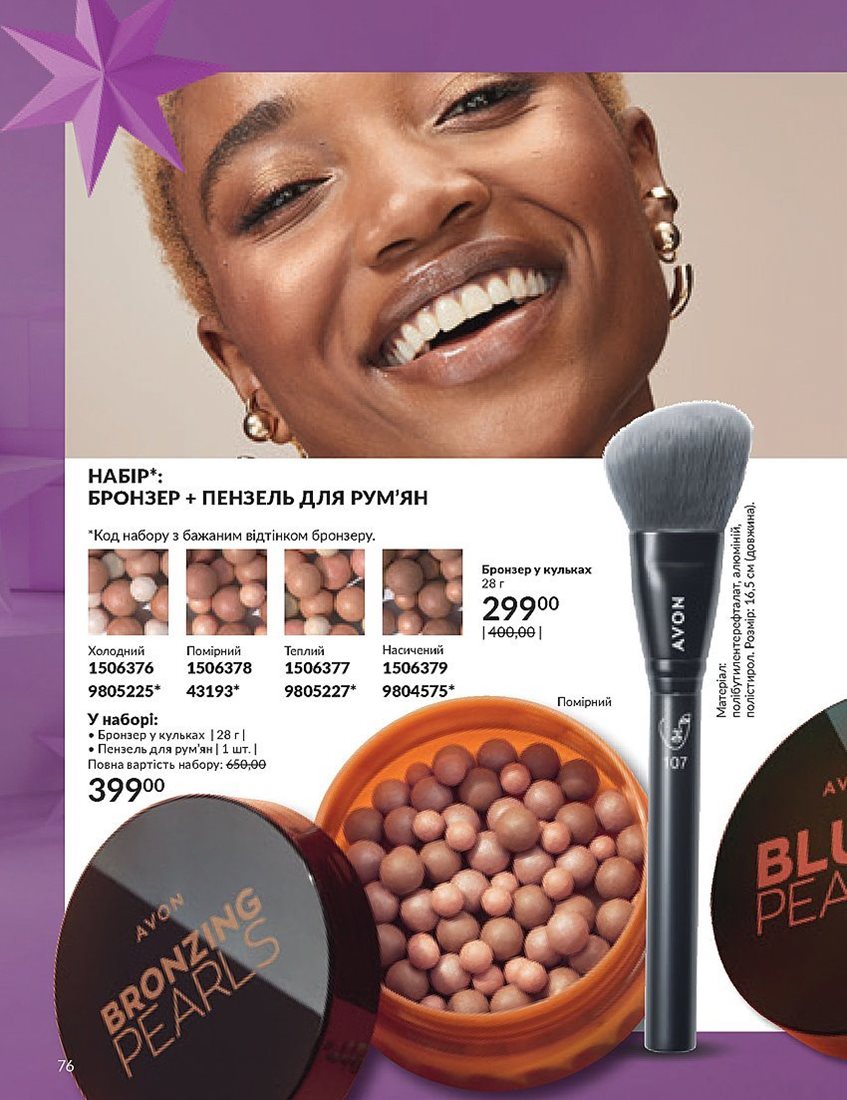 НАБІР*:
БРОНЗЕР + ПЕНЗЕЛЬ ДЛЯ РУМ’ЯН
*Код набору з бажаним відтінком бронзеру.
Холодний
1506376
9805225*
Помірний
1506378
43193*
Теплий
1506377
9805227*
Насичений
1506379
9804575*
Бронзер у кульках
28 г
299⁰⁰
| 400,00 |
У наборі:
• Бронзер у кульках | 28 г |
• Пензель для рум’ян | 1 шт. |
Повна вартість набору: 650,00
399⁰⁰
Помірний
Матеріал:
полібутилентерефталат, алюміній,
полістирол. Розмір: 16,5 см (довжина).
AVON
107
AVON
BRONZING
PEARLS
AV
BLU
PEA
76